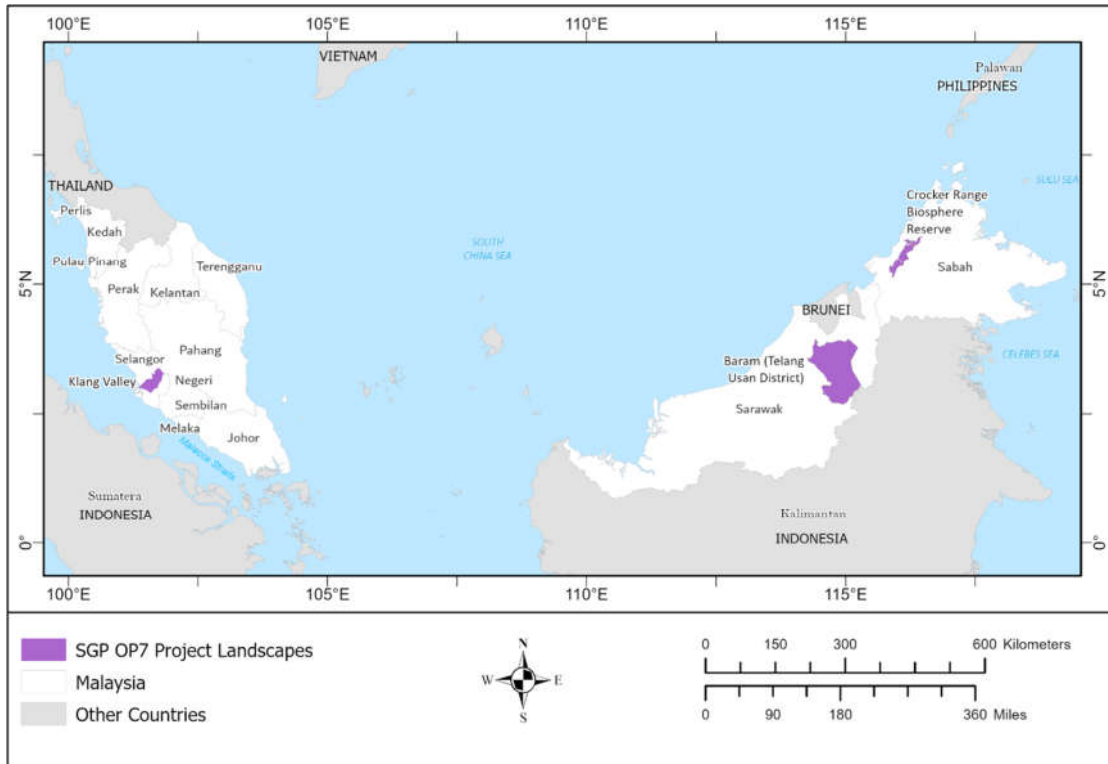 100°E
105°E
110°E
115°E
VIETNAM
Palawan
PHILIPPINES
THAILAND
Perlis
Kedah
Pulau Pinang
Perak
Kelantan
Terengganu
Pahang
Selangor
Klang Valley
Negeri
Sembilan
Melaka
Johor
Malacca Straits
Sumatera
INDONESIA
SOUTH
CHINA SEA
SULU SEA
Crocker Range
Biosphere
Reserve
Sabah
BRUNEI
Baram (Telang
Usan District)
Sarawak
CELEBES SEA
Kalimantan
INDONESIA
5°N
5°N
0°
0°
100°E
105°E
110°E
115°E
SGP OP7 Project Landscapes
Malaysia
Other Countries
N
W
E
S
0 150 300 600 Kilometers
0 90 180 360 Miles